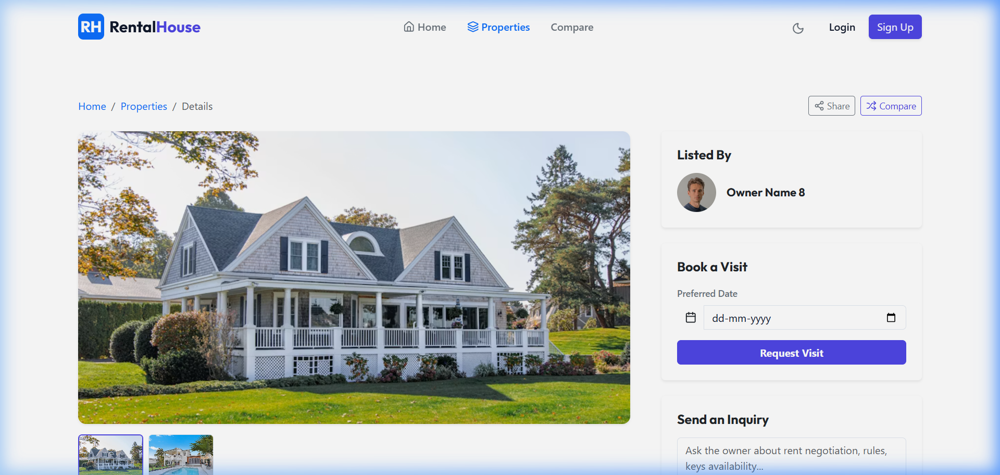 RH RentalHouse
Home
Properties
Compare
Login
Sign Up
Home / Properties / Details
Share
Compare
Listed By
Owner Name 8
Book a Visit
Preferred Date
dd-mm-yyyy
Request Visit
Send an Inquiry
Ask the owner about rent negotiation, rules,
keys availability...